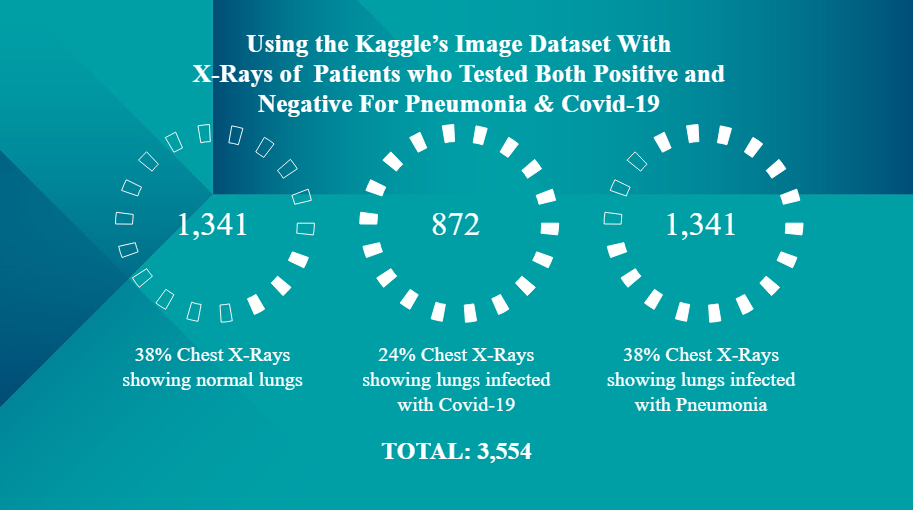 Using the Kaggle’s Image Dataset With
X-Rays of  Patients who Tested Both Positive and
Negative For Pneumonia & Covid-19
1,341
872
1,341
38% Chest X-Rays
showing normal lungs
24% Chest X-Rays
showing lungs infected
with Covid-19
38% Chest X-Rays
showing lungs infected
with Pneumonia
TOTAL: 3,554